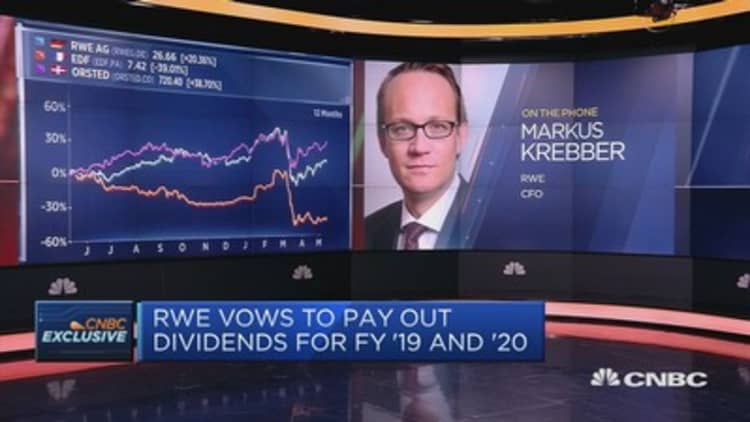 RWE AG (RWEG.DE) 26.66 [+20.36%]
EDF (EDF.PA) 7.42 [-39.01%]
ORSTED (ORSTED.CO) 720.40 [+38.70%]
12 Months
60%
30%
0%
-30%
-60%
J J A S O N D J F M A M
ON THE PHONE
MARKUS
KREBBER
RWE
CFO
CNBC
EXCLUSIVE
RWE VOWS TO PAY OUT
DIVIDENDS FOR FY '19 AND '20
CNBC